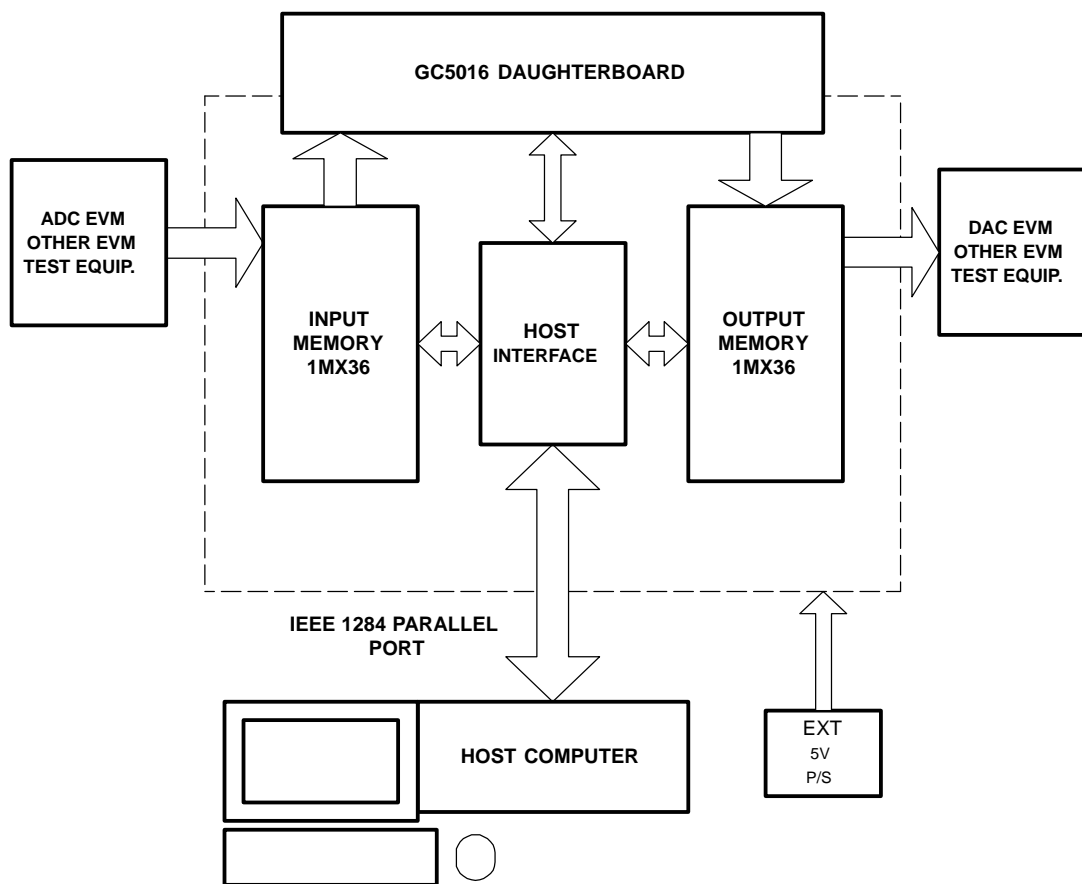 GC5016 DAUGHTERBOARD
ADC EVM
OTHER EVM
TEST EQUIP.
DAC EVM
OTHER EVM
TEST EQUIP.
INPUT
MEMORY
1MX36
HOST
INTERFACE
OUTPUT
MEMORY
1MX36
IEEE 1284 PARALLEL
PORT
HOST COMPUTER
EXT
5V
P/S